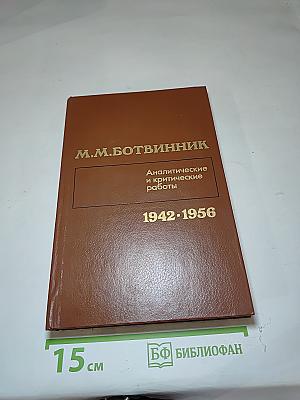 М.М.БОТВИННИК
Аналитические
и критические
работы
1942·1956
15 см
БФ БИБЛИОФАН